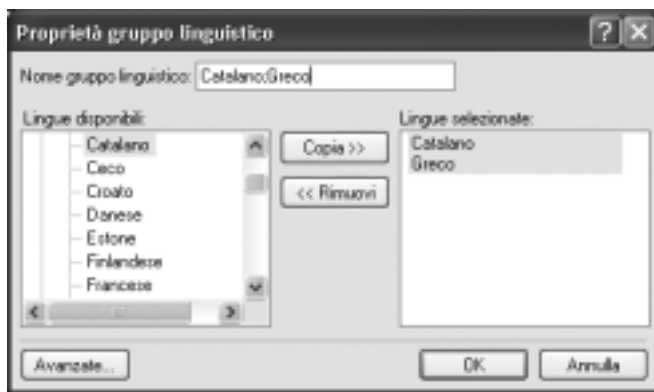 Proprietà gruppo linguistico
Nome gruppo linguistico: Catalano;Greco
Lingue disponibili:
Catalano
Ceco
Croato
Danese
Estone
Finlandese
Francese
Copia >>
<< Rimuovi
Lingue selezionate:
Catalano
Greco
Avanzate...
OK
Annulla